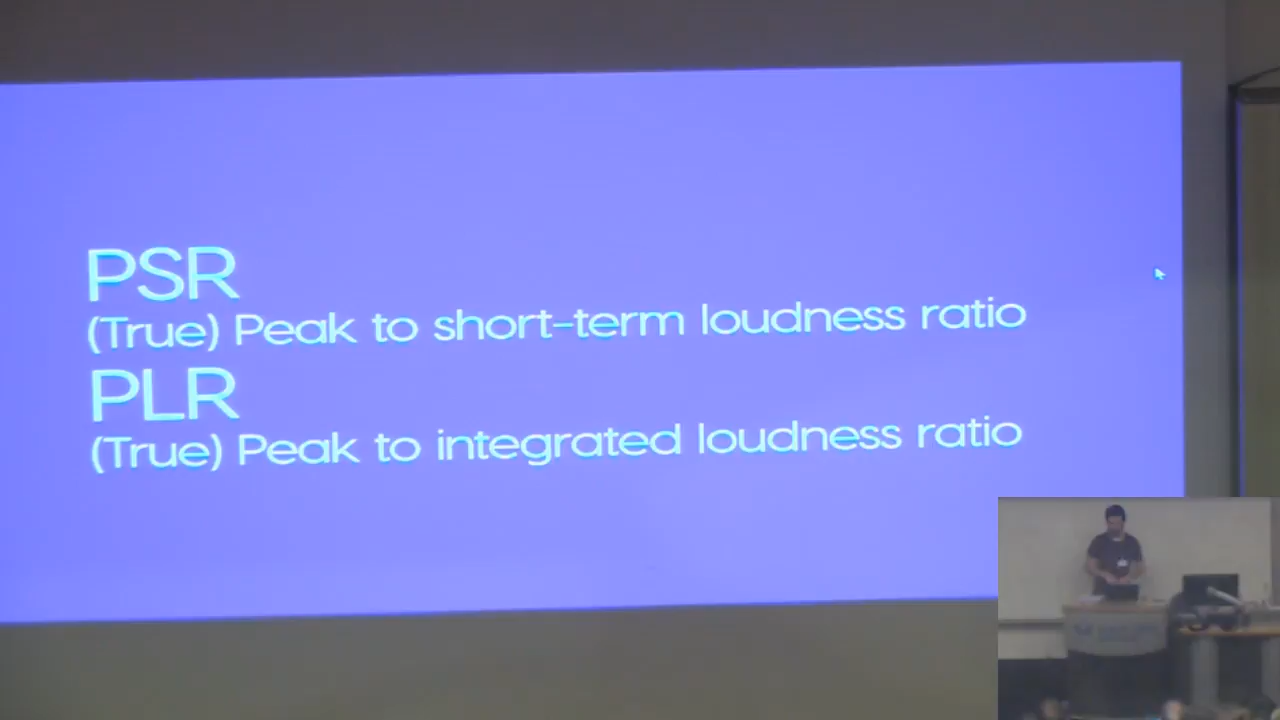 PSR
(True) Peak to short-term loudness ratio
PLR
(True) Peak to integrated loudness ratio